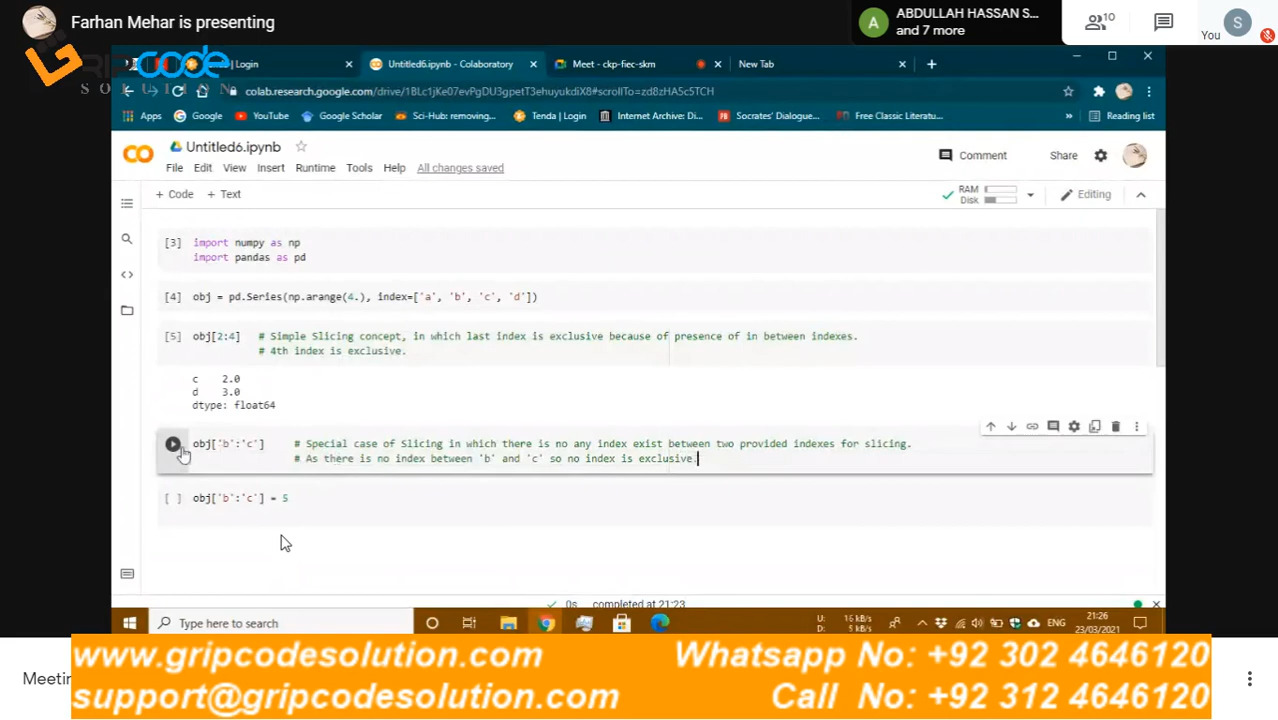 Farhan Mehar is presenting
A
ABDULLAH HASSAN S...
and 7 more
10
S
You
GRIPCODE
Login
Untitled6.ipynb - Colaboratory
Meet - ckp-fiec-skm
New Tab
colab.research.google.com/drive/1BLc1jKe07evPgDU3gpetT3ehuyukdiX8#scrollTo=zd8zHA5c5TCH
Apps
Google
YouTube
Google Scholar
Sci-Hub: removing...
Tenda | Login
Internet Archive: Di...
Socrates' Dialogue...
Free Classic Literatu...
»
Reading list
CO
Untitled6.ipynb
File Edit View Insert Runtime Tools Help All changes saved
Comment
Share
+ Code + Text
RAM
Disk
Editing
[3] import numpy as np
import pandas as pd
[4] obj = pd.Series(np.arange(4.), index=['a', 'b', 'c', 'd'])
[5] obj[2:4] # Simple Slicing concept, in which last index is exclusive because of presence of in between indexes.
# 4th index is exclusive.
c 2.0
d 3.0
dtype: float64
obj['b':'c'] # Special case of Slicing in which there is no any index exist between two provided indexes for slicing.
# As there is no index between 'b' and 'c' so no index is exclusive.
[ ] obj['b':'c'] = 5
0s completed at 21:23
Type here to search
U: 16 kB/s
D: 5 kB/s
ENG
21:26
23/03/2021
www.gripcodesolution.com
Whatsapp No: +92 302 4646120
Meetin
support@gripcodesolution.com
Call No: +92 312 4646120